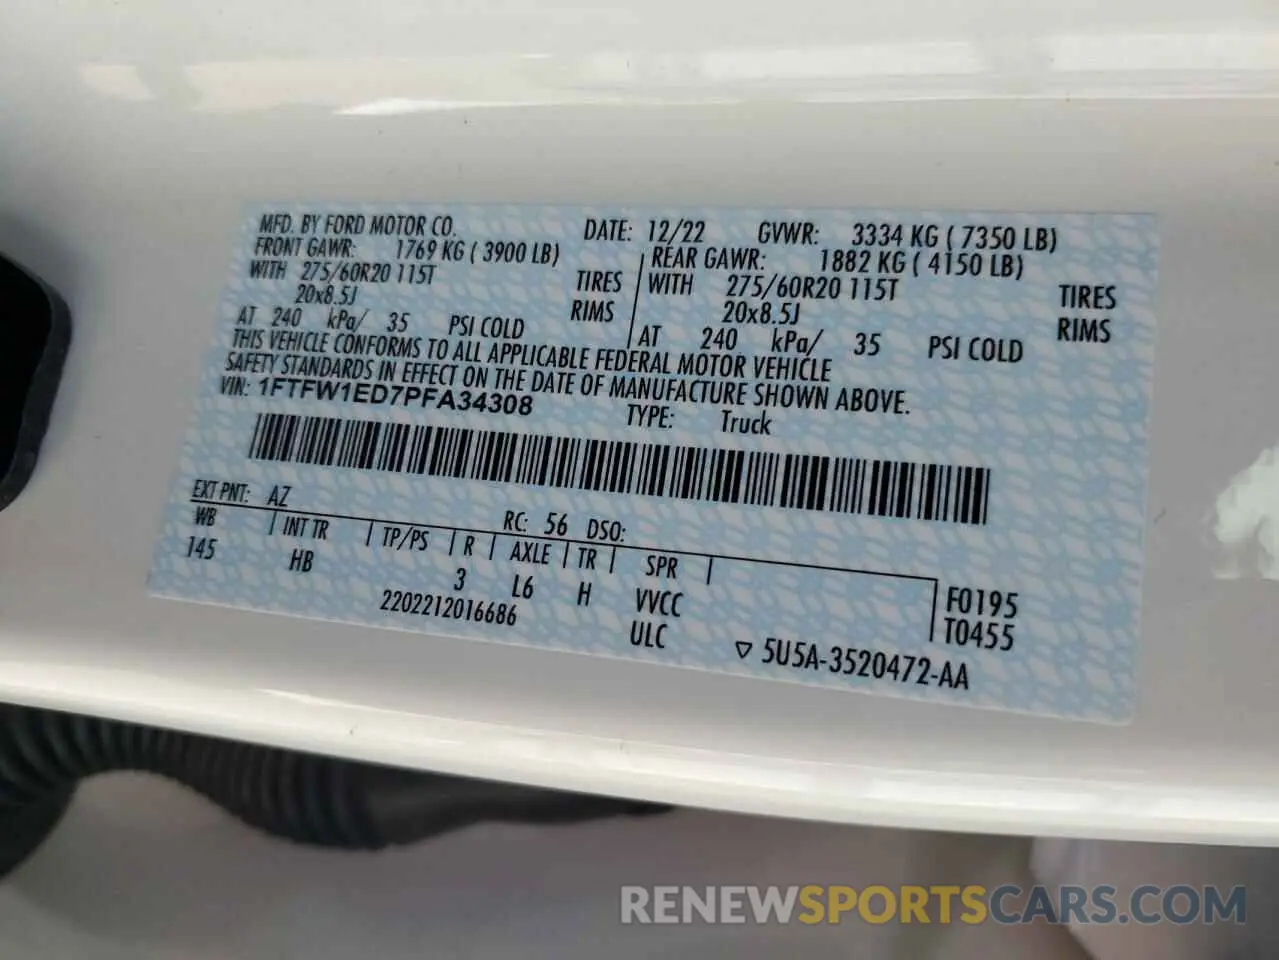 MFD. BY FORD MOTOR CO. DATE: 12/22 GVWR: 3334 KG ( 7350 LB)
FRONT GAWR: 1769 KG ( 3900 LB) REAR GAWR: 1882 KG ( 4150 LB)
WITH 275/60R20 115T TIRES WITH 275/60R20 115T TIRES
20x8.5J RIMS 20x8.5J RIMS
AT 240 kPa/ 35 PSI COLD AT 240 kPa/ 35 PSI COLD
THIS VEHICLE CONFORMS TO ALL APPLICABLE FEDERAL MOTOR VEHICLE
SAFETY STANDARDS IN EFFECT ON THE DATE OF MANUFACTURE SHOWN ABOVE.
VIN: 1FTFW1ED7PFA34308 TYPE: Truck
EXT PNT: AZ RC: 56 DSO:
WB INT TR TP/PS R AXLE TR SPR
145 HB 3 L6 H VVCC F0195
2202212016686 ULC T0455
▽ 5U5A-3520472-AA
RENEWSPORTSCARS.COM